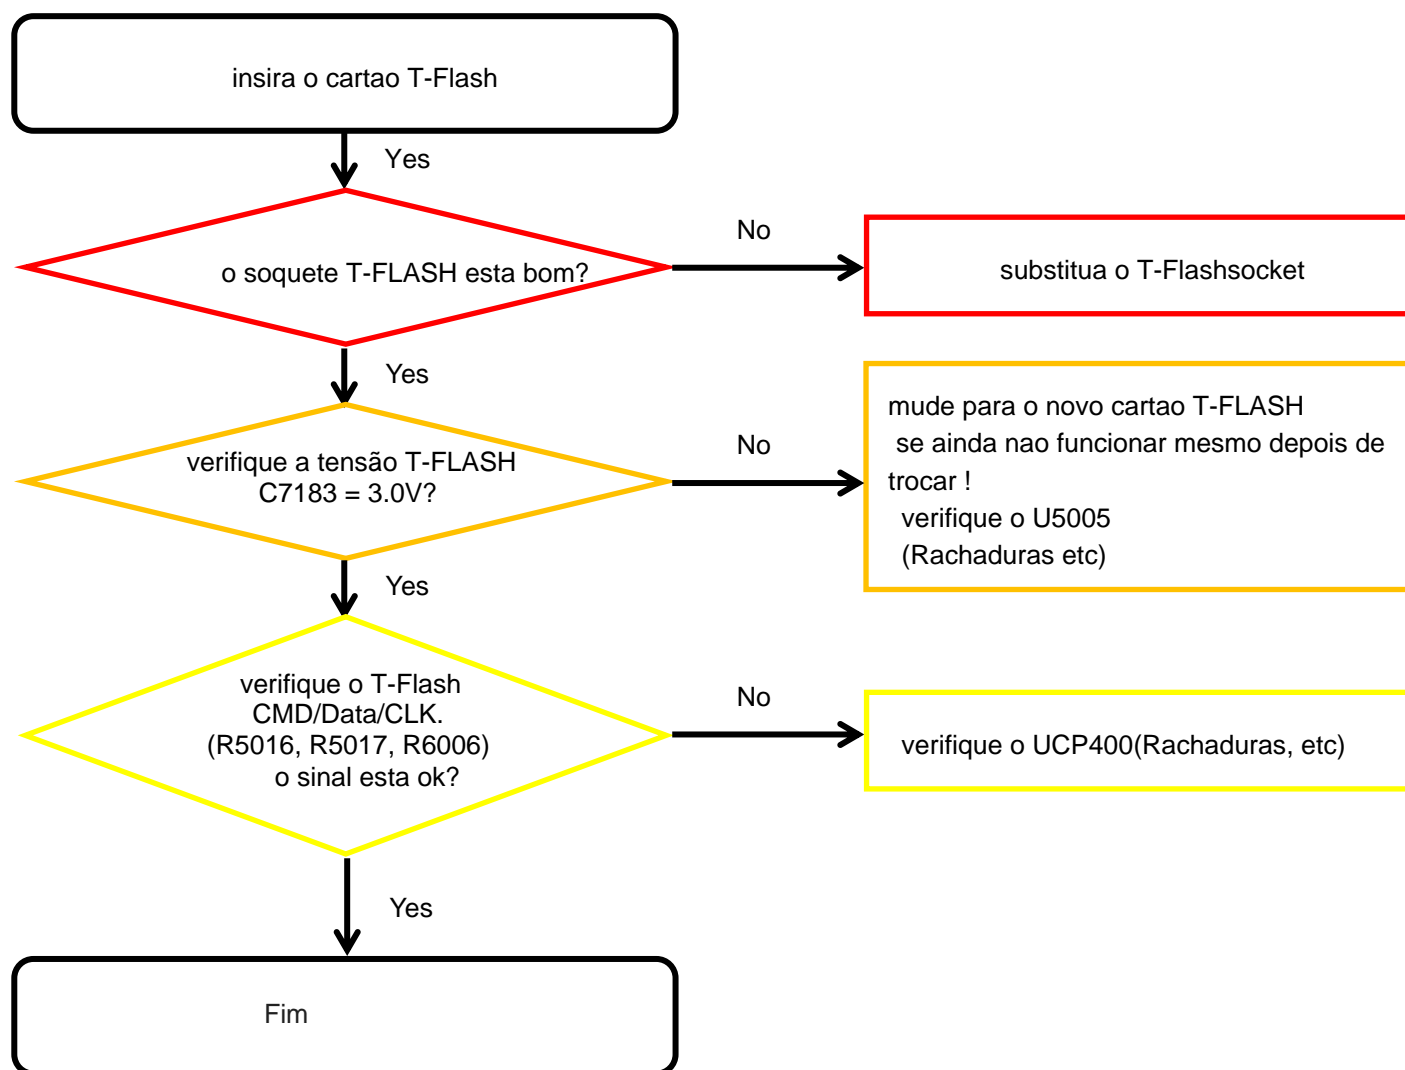 insira o cartao T-Flash
Yes
o soquete T-FLASH esta bom?
No
substitua o T-Flashsocket
Yes
verifique a tensão T-FLASH
C7183 = 3.0V?
No
mude para o novo cartao T-FLASH
se ainda nao funcionar mesmo depois de
trocar !
verifique o U5005
(Rachaduras etc)
Yes
verifique o T-Flash
CMD/Data/CLK.
(R5016, R5017, R6006)
o sinal esta ok?
No
verifique o UCP400(Rachaduras, etc)
Yes
Fim